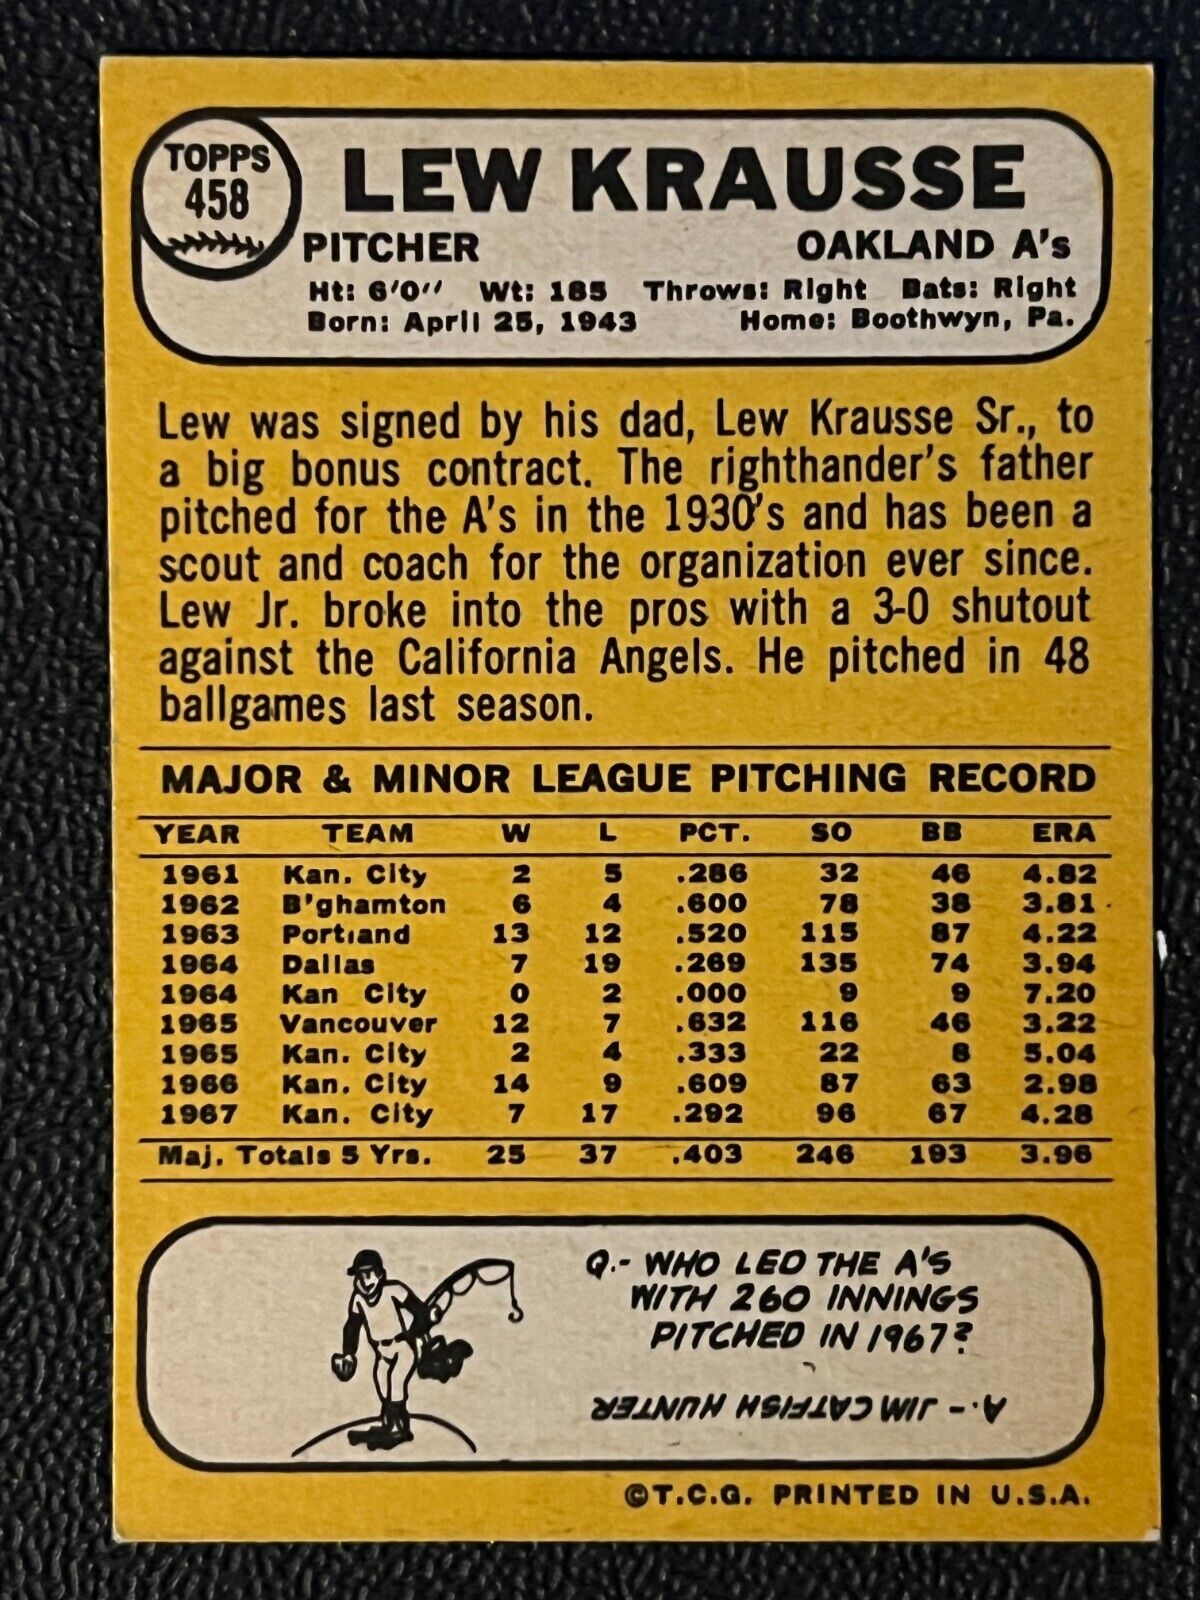 TOPPS
458
LEW KRAUSSE
PITCHER OAKLAND A's
Ht: 6'0'' Wt: 185 Throws: Right Bats: Right
Born: April 25, 1943 Home: Boothwyn, Pa.
Lew was signed by his dad, Lew Krausse Sr., to
a big bonus contract. The righthander's father
pitched for the A's in the 1930's and has been a
scout and coach for the organization ever since.
Lew Jr. broke into the pros with a 3-0 shutout
against the California Angels. He pitched in 48
ballgames last season.
MAJOR & MINOR LEAGUE PITCHING RECORD
YEAR TEAM W L PCT. SO BB ERA
1961 Kan. City 2 5 .286 32 46 4.82
1962 B'ghamton 6 4 .600 78 38 3.81
1963 Portland 13 12 .520 115 87 4.22
1964 Dallas 7 19 .269 135 74 3.94
1964 Kan City 0 2 .000 9 9 7.20
1965 Vancouver 12 7 .632 116 46 3.22
1965 Kan. City 2 4 .333 22 8 5.04
1966 Kan. City 14 9 .609 87 63 2.98
1967 Kan. City 7 17 .292 96 67 4.28
Maj. Totals 5 Yrs. 25 37 .403 246 193 3.96
Q.- WHO LED THE A'S
WITH 260 INNINGS
PITCHED IN 1967?
A.- JIM CATFISH HUNTER
©T.C.G. PRINTED IN U.S.A.